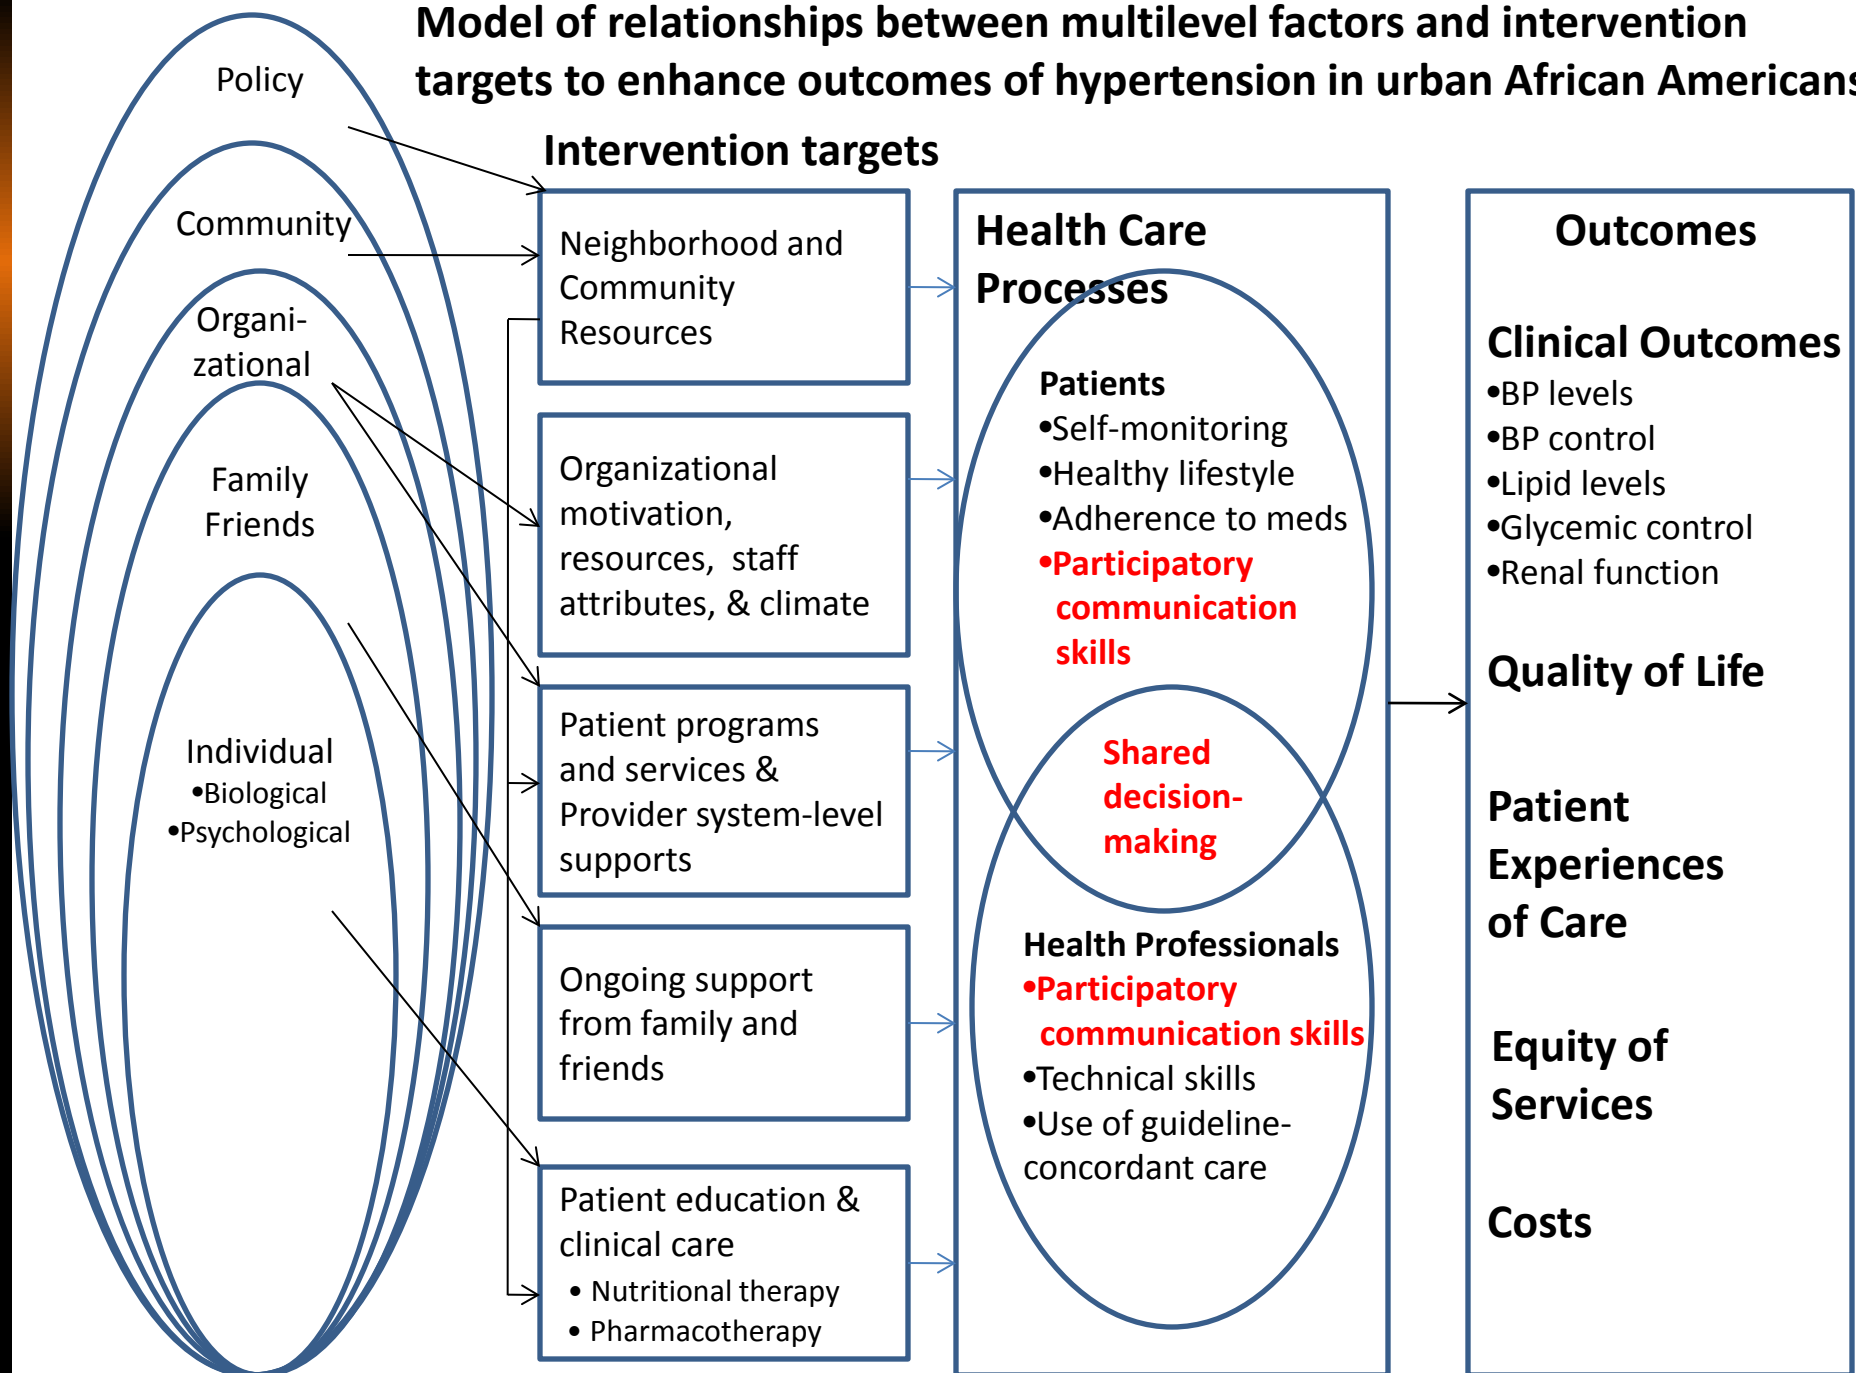 Model of relationships between multilevel factors and intervention
targets to enhance outcomes of hypertension in urban African Americans
Policy
Community
Organi-
zational
Family
Friends
Individual
•Biological
•Psychological
Intervention targets
Neighborhood and
Community
Resources
Organizational
motivation,
resources, staff
attributes, & climate
Patient programs
and services &
Provider system-level
supports
Ongoing support
from family and
friends
Patient education &
clinical care
• Nutritional therapy
• Pharmacotherapy
Health Care
Processes
Patients
•Self-monitoring
•Healthy lifestyle
•Adherence to meds
•Participatory
communication
skills
Shared
decision-
making
Health Professionals
•Participatory
communication skills
•Technical skills
•Use of guideline-
concordant care
Outcomes
Clinical Outcomes
•BP levels
•BP control
•Lipid levels
•Glycemic control
•Renal function
Quality of Life
Patient
Experiences
of Care
Equity of
Services
Costs